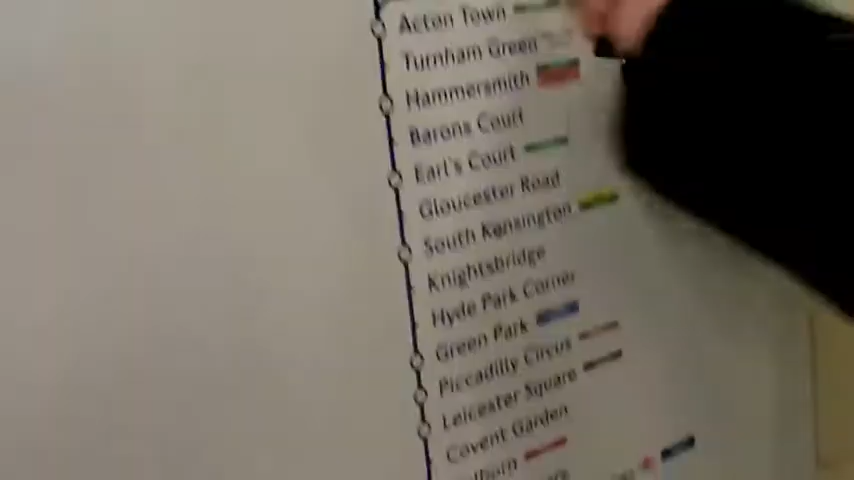 Acton Town
Turnham Green
Hammersmith
Barons Court
Earl's Court
Gloucester Road
South Kensington
Knightsbridge
Hyde Park Corner
Green Park
Piccadilly Circus
Leicester Square
Covent Garden